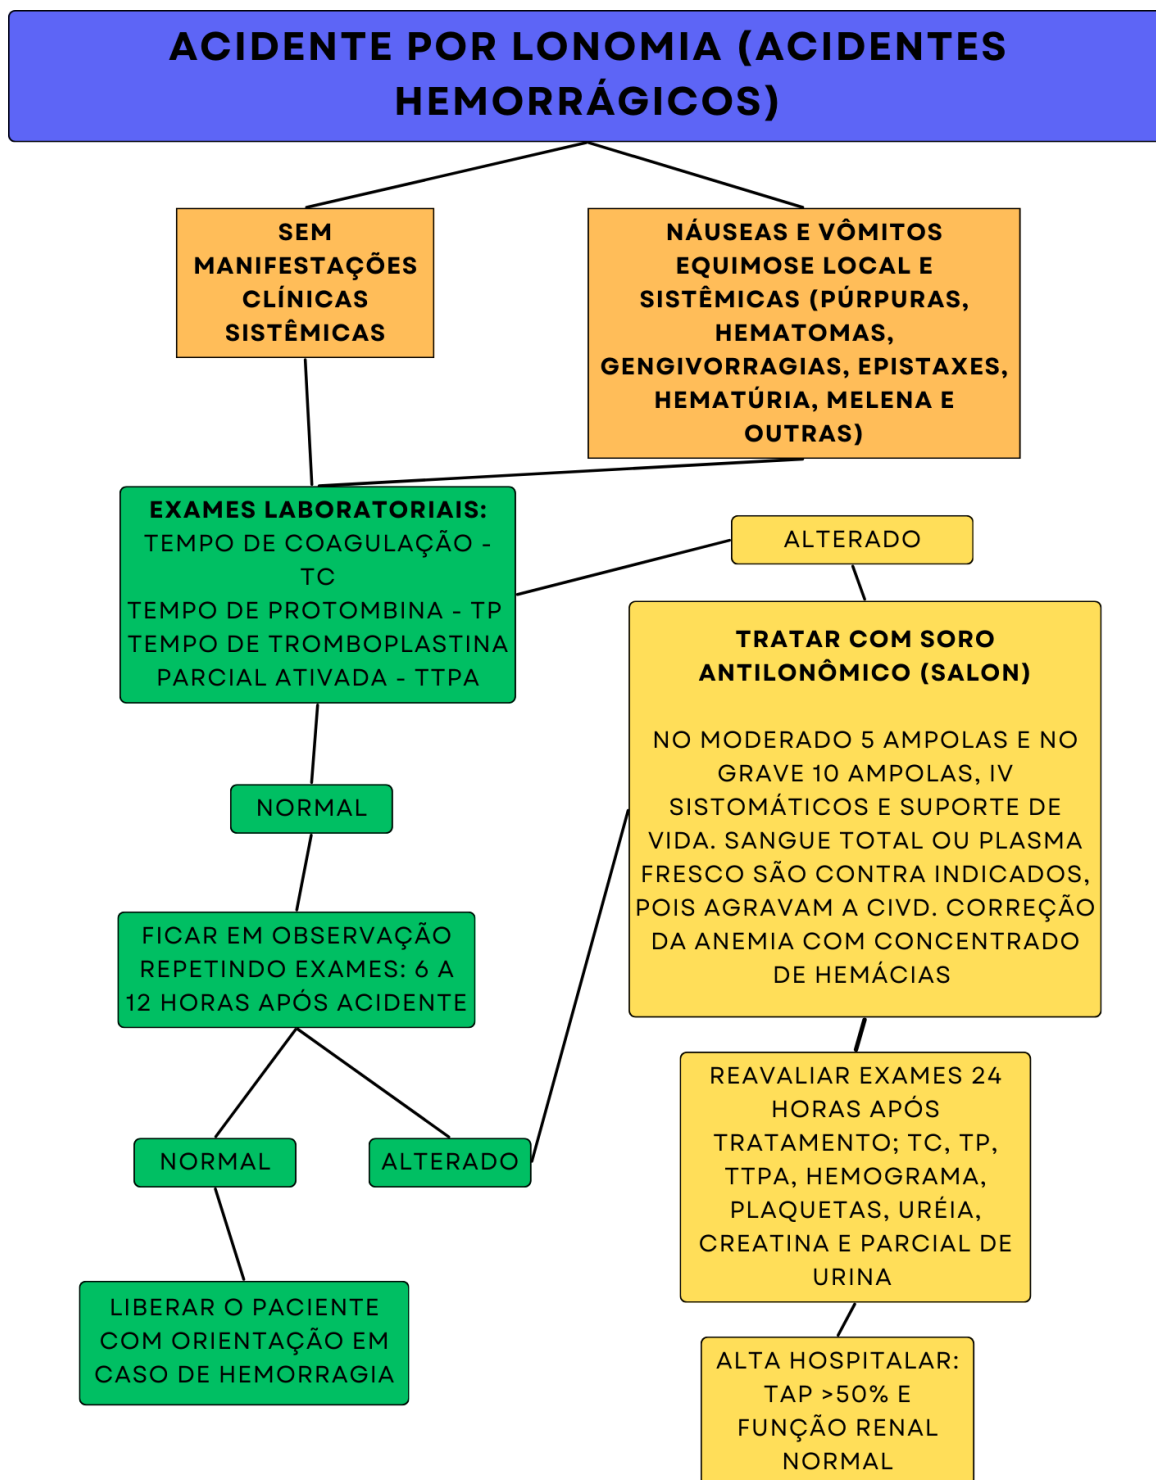 ACIDENTE POR LONOMIA (ACIDENTES
HEMORRÁGICOS)
SEM
MANIFESTAÇÕES
CLÍNICAS
SISTÊMICAS
NÁUSEAS E VÔMITOS
EQUIMOSE LOCAL E
SISTÊMICAS (PÚRPURAS,
HEMATOMAS,
GENGIVORRAGIAS, EPISTAXES,
HEMATÚRIA, MELENA E
OUTRAS)
EXAMES LABORATORIAIS:
TEMPO DE COAGULAÇÃO -
TC
TEMPO DE PROTOMBINA - TP
TEMPO DE TROMBOPLASTINA
PARCIAL ATIVADA - TTPA
ALTERADO
TRATAR COM SORO
ANTILONÔMICO (SALON)
NO MODERADO 5 AMPOLAS E NO
GRAVE 10 AMPOLAS, IV
SISTOMÁTICOS E SUPORTE DE
VIDA. SANGUE TOTAL OU PLASMA
FRESCO SÃO CONTRA INDICADOS,
POIS AGRAVAM A CIVD. CORREÇÃO
DA ANEMIA COM CONCENTRADO
DE HEMÁCIAS
NORMAL
FICAR EM OBSERVAÇÃO
REPETINDO EXAMES: 6 A
12 HORAS APÓS ACIDENTE
NORMAL
ALTERADO
REAVALIAR EXAMES 24
HORAS APÓS
TRATAMENTO; TC, TP,
TTPA, HEMOGRAMA,
PLAQUETAS, URÉIA,
CREATINA E PARCIAL DE
URINA
LIBERAR O PACIENTE
COM ORIENTAÇÃO EM
CASO DE HEMORRAGIA
ALTA HOSPITALAR:
TAP >50% E
FUNÇÃO RENAL
NORMAL